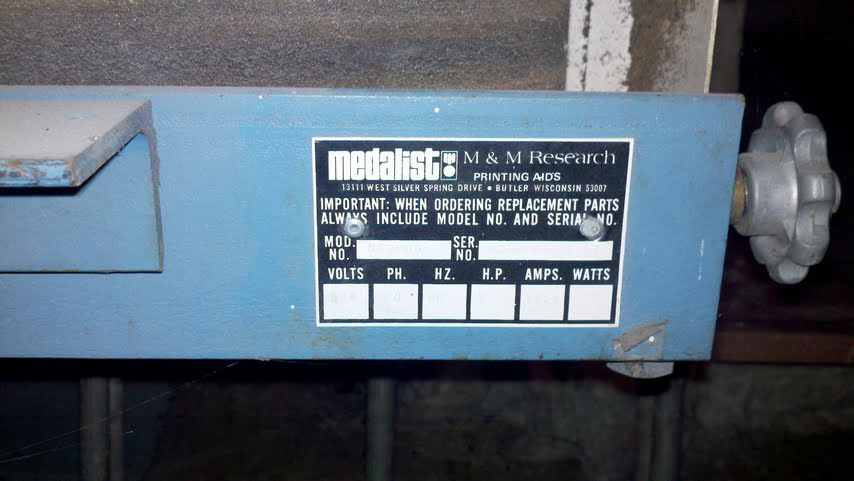 medalist M & M Research
PRINTING AIDS
13111 WEST SILVER SPRING DRIVE • BUTLER WISCONSIN 53007
IMPORTANT: WHEN ORDERING REPLACEMENT PARTS
ALWAYS INCLUDE MODEL NO. AND SERIAL NO.
MOD. NO. SER. NO.
VOLTS PH. HZ. H.P. AMPS. WATTS